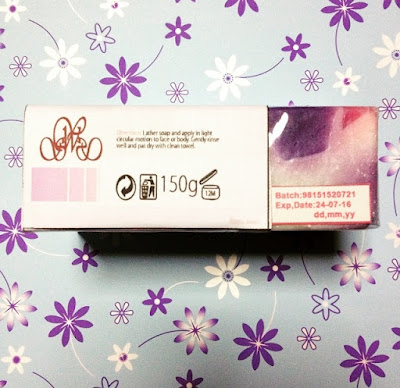 Lather soap and apply in light
circular motion to face or body. Gently rinse
well and pat dry with clean towel.
150g
12M
Batch:98151520721
Exp,Date:24-07-16
dd,mm,yy